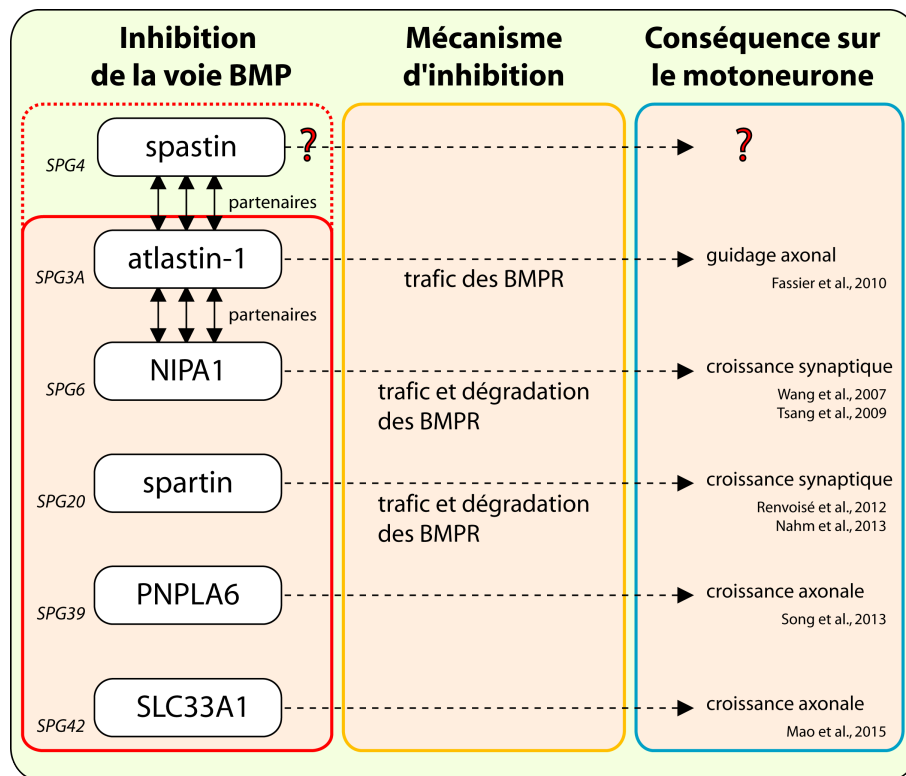 Inhibition
de la voie BMP
Mécanisme
d'inhibition
Conséquence sur
le motoneurone
SPG4
spastin
?
?
partenaires
SPG3A
atlastin-1
trafic des BMPR
guidage axonal
Fassier et al., 2010
partenaires
SPG6
NIPA1
trafic et dégradation
des BMPR
croissance synaptique
Wang et al., 2007
Tsang et al., 2009
SPG20
spartin
trafic et dégradation
des BMPR
croissance synaptique
Renvoisé et al., 2012
Nahm et al., 2013
SPG39
PNPLA6
croissance axonale
Song et al., 2013
SPG42
SLC33A1
croissance axonale
Mao et al., 2015